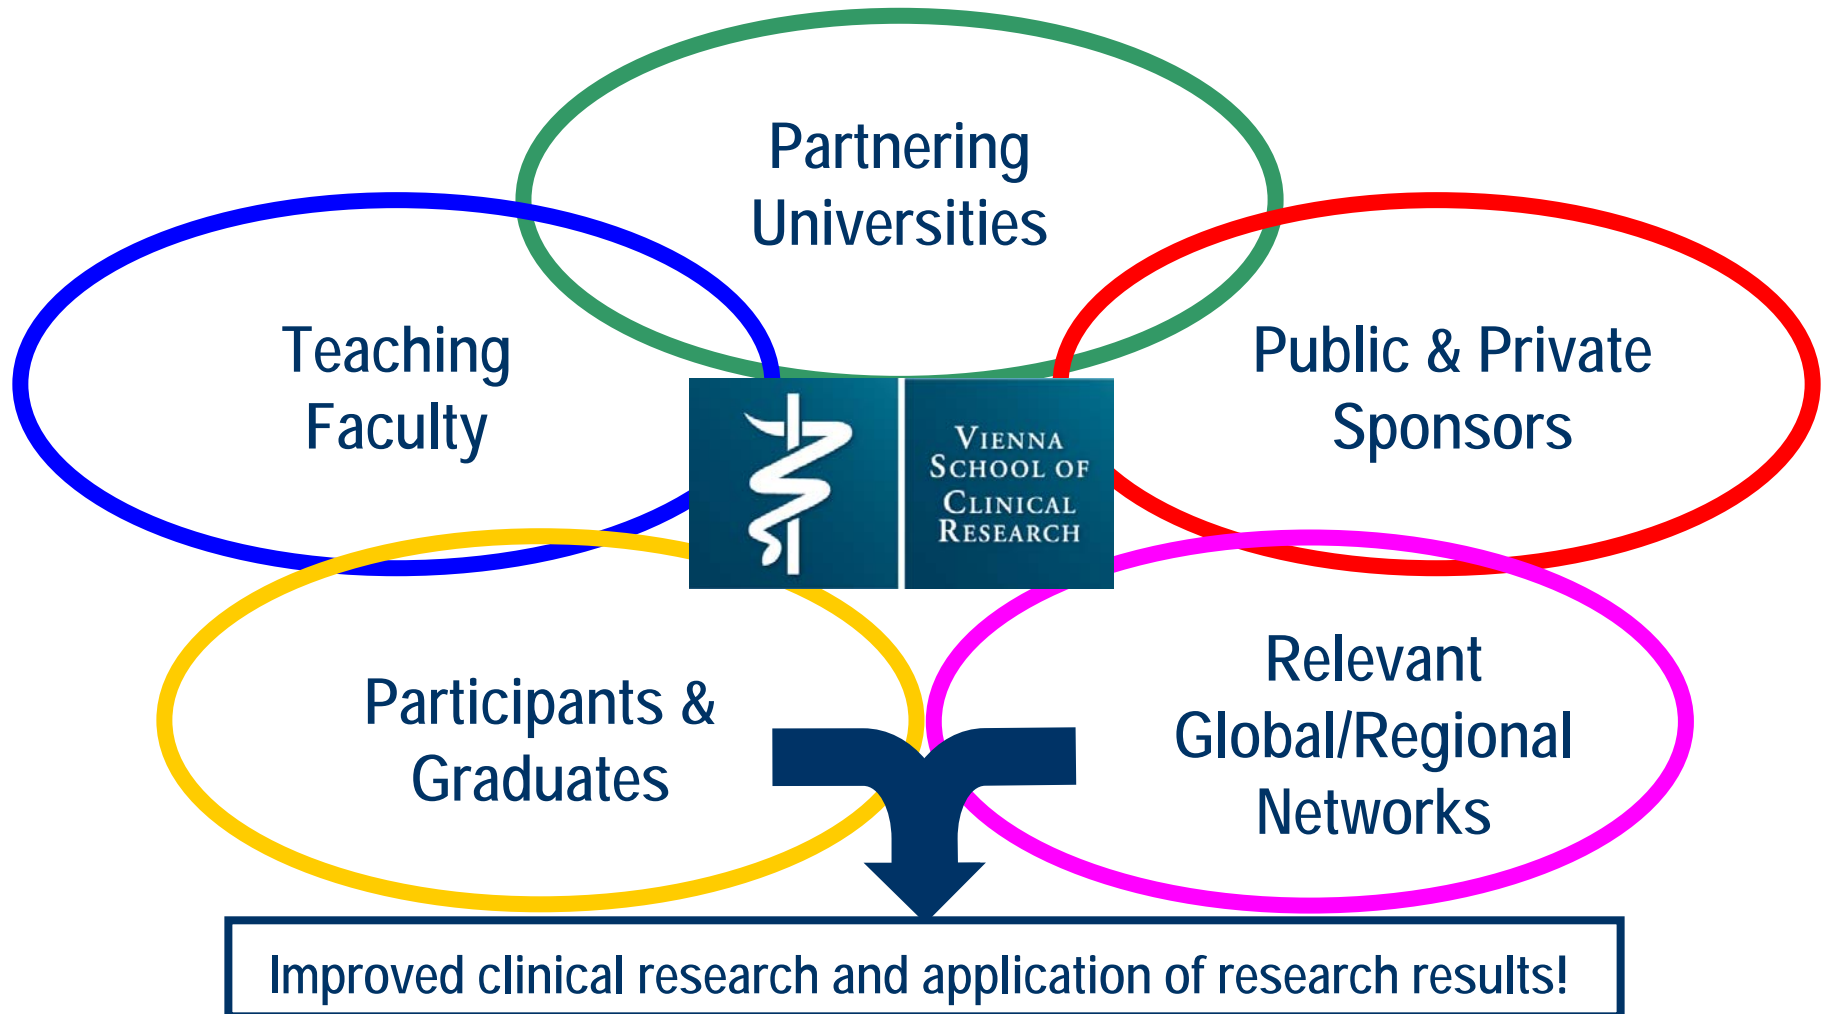 Partnering
Universities
Teaching
Faculty
Public & Private
Sponsors
VIENNA
SCHOOL OF
CLINICAL
RESEARCH
Participants &
Graduates
Relevant
Global/Regional
Networks
Improved clinical research and application of research results!